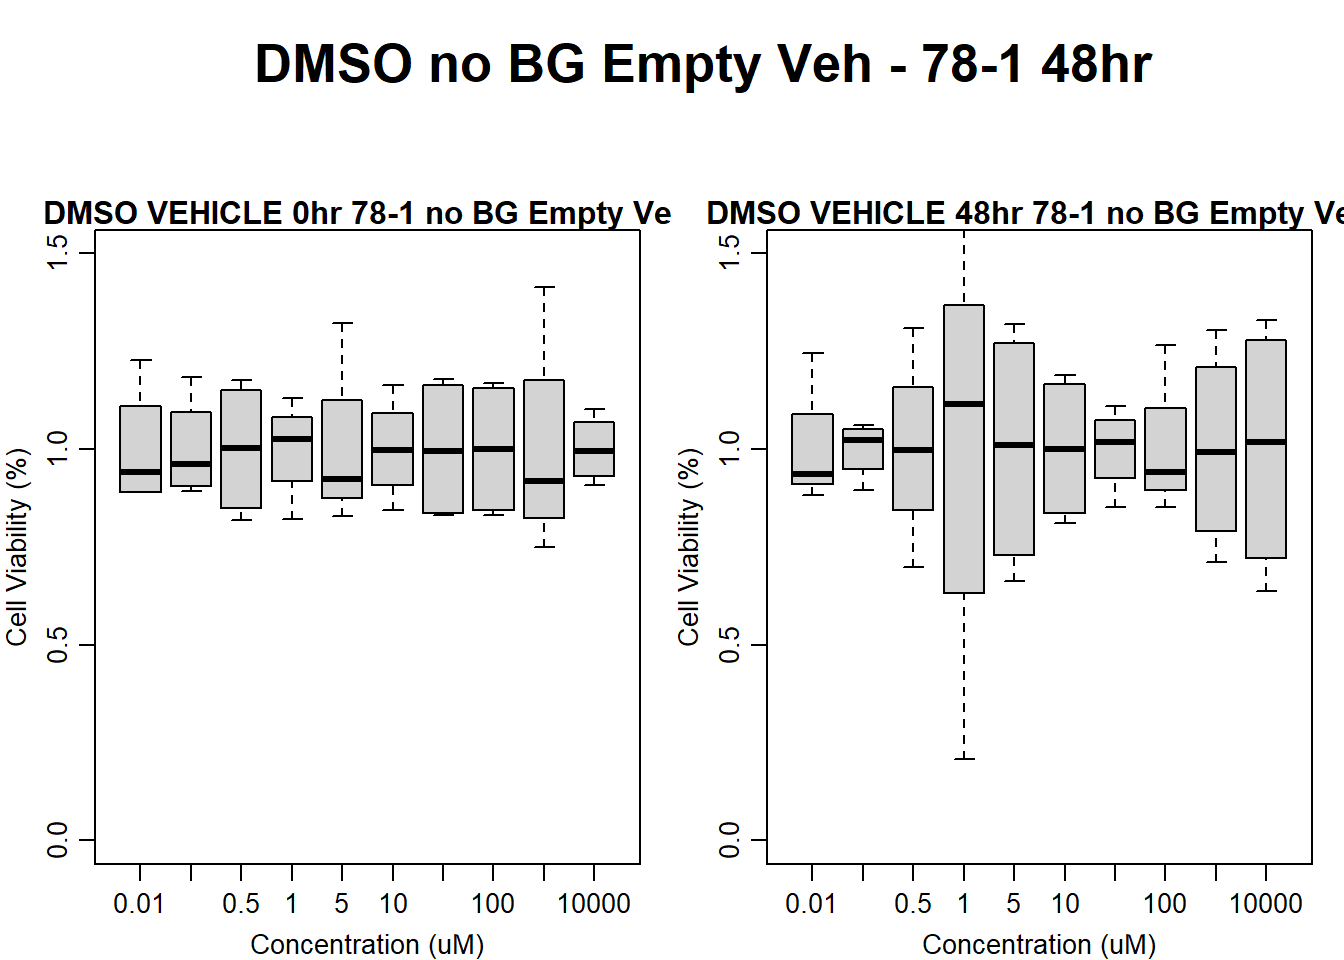 DMSO no BG Empty Veh - 78-1 48hr
DMSO VEHICLE 0hr 78-1 no BG Empty Ve
Cell Viability (%)
1.5
1.0
0.5
0.0
0.01 0.5 1 5 10 100 10000
Concentration (uM)
DMSO VEHICLE 48hr 78-1 no BG Empty Ve
Cell Viability (%)
1.5
1.0
0.5
0.0
0.01 0.5 1 5 10 100 10000
Concentration (uM)